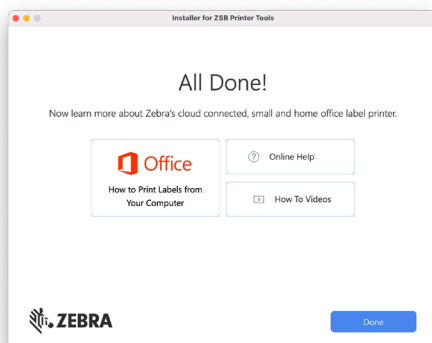 Installer for ZSB Printer Tools
All Done!
Now learn more about Zebra's cloud connected, small and home office label printer.
Office
How to Print Labels from
Your Computer
Online Help
How To Videos
ZEBRA
Done